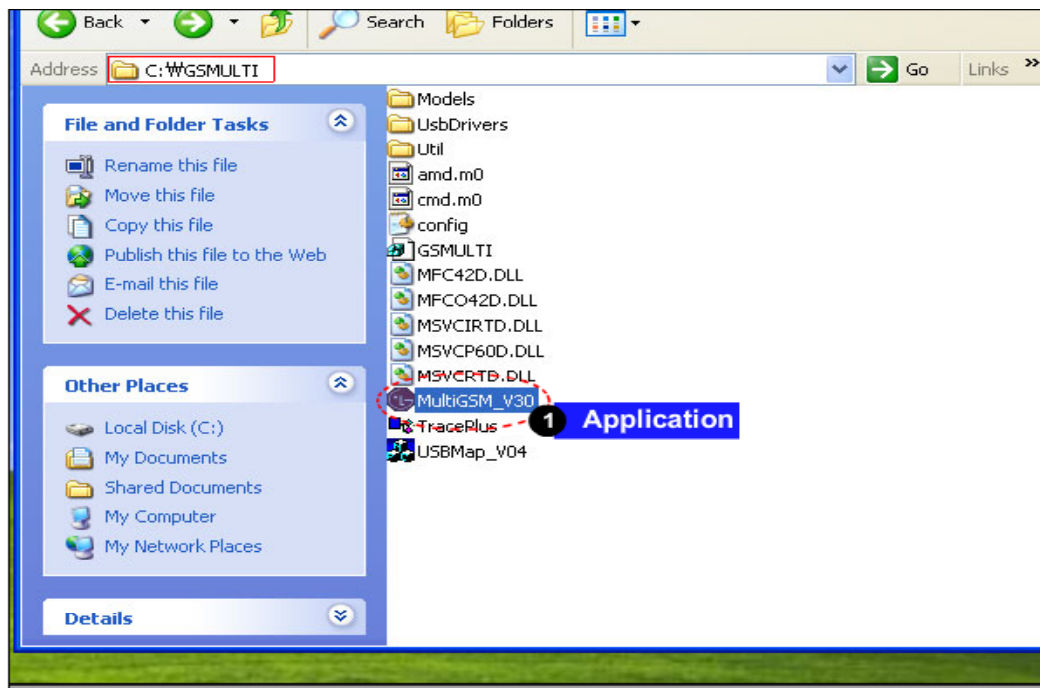 Back
Search
Folders
Address
C:₩GSMULTI
Go
Links
»
File and Folder Tasks
Rename this file
Move this file
Copy this file
Publish this file to the Web
E-mail this file
Delete this file
Other Places
Local Disk (C:)
My Documents
Shared Documents
My Computer
My Network Places
Details
Models
UsbDrivers
Util
amd.m0
cmd.m0
config
GSMULTI
MFC42D.DLL
MFCO42D.DLL
MSVCIRTD.DLL
MSVCP60D.DLL
MSVCRTD.DLL
MultiGSM_V30
TracePlus
USBMap_V04
1 Application